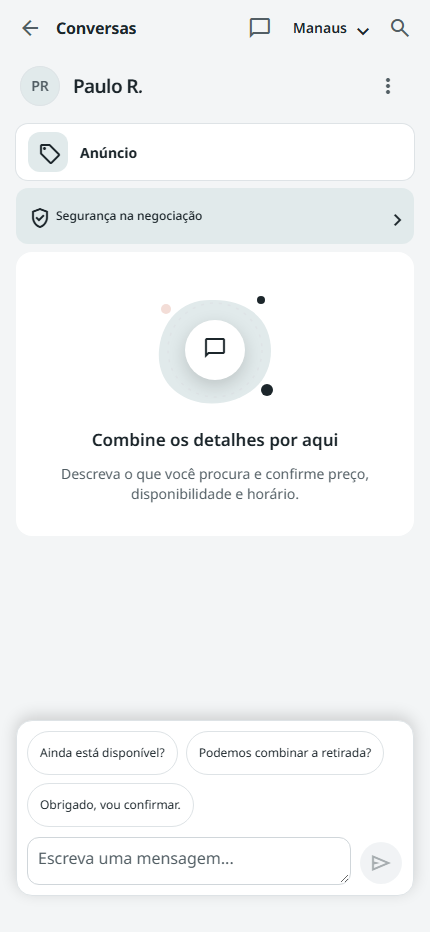 Conversas
Manaus
PR
Paulo R.
Anúncio
Segurança na negociação
Combine os detalhes por aqui
Descreva o que você procura e confirme preço,
disponibilidade e horário.
Ainda está disponível?
Podemos combinar a retirada?
Obrigado, vou confirmar.
Escreva uma mensagem...